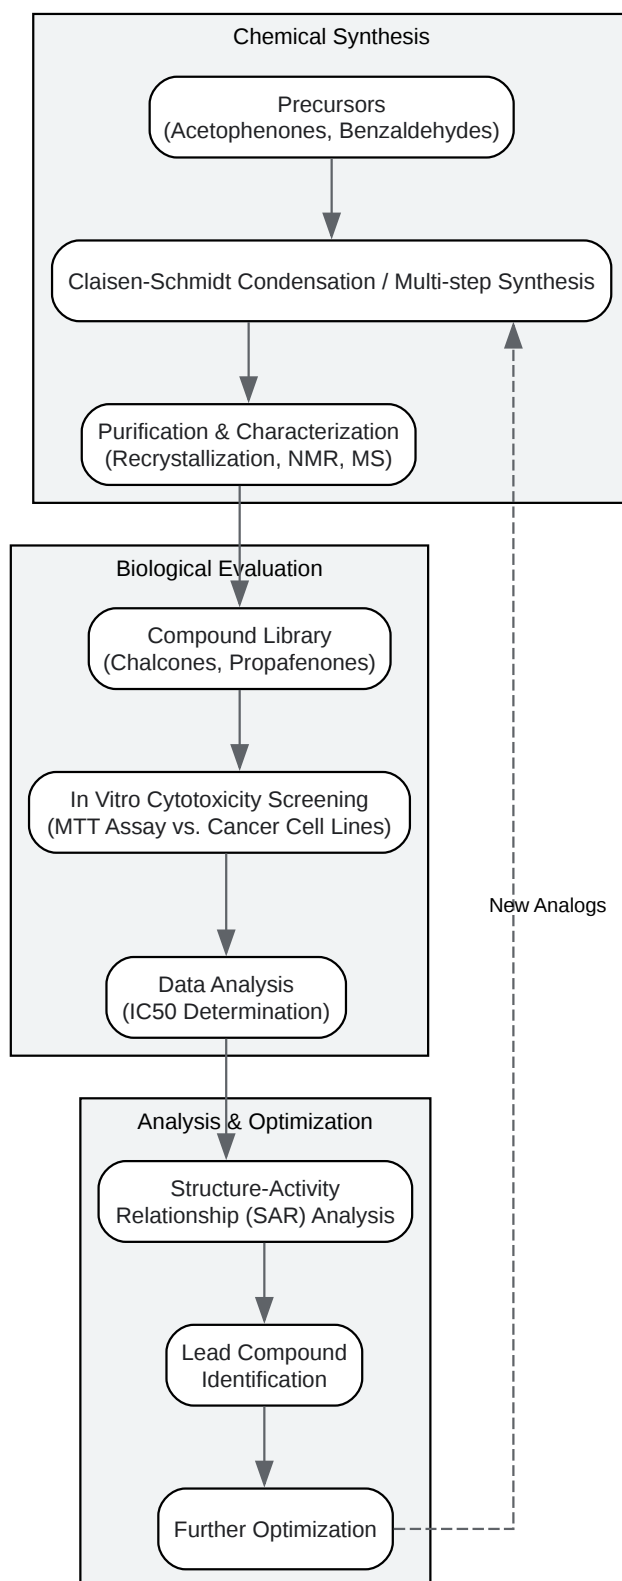 Chemical Synthesis
Precursors
(Acetophenones, Benzaldehydes)
Claisen-Schmidt Condensation / Multi-step Synthesis
Purification & Characterization
(Recrystallization, NMR, MS)
Biological Evaluation
Compound Library
(Chalcones, Propafenones)
In Vitro Cytotoxicity Screening
(MTT Assay vs. Cancer Cell Lines)
New Analogs
Data Analysis
(IC50 Determination)
Analysis & Optimization
Structure-Activity
Relationship (SAR) Analysis
Lead Compound
Identification
Further Optimization